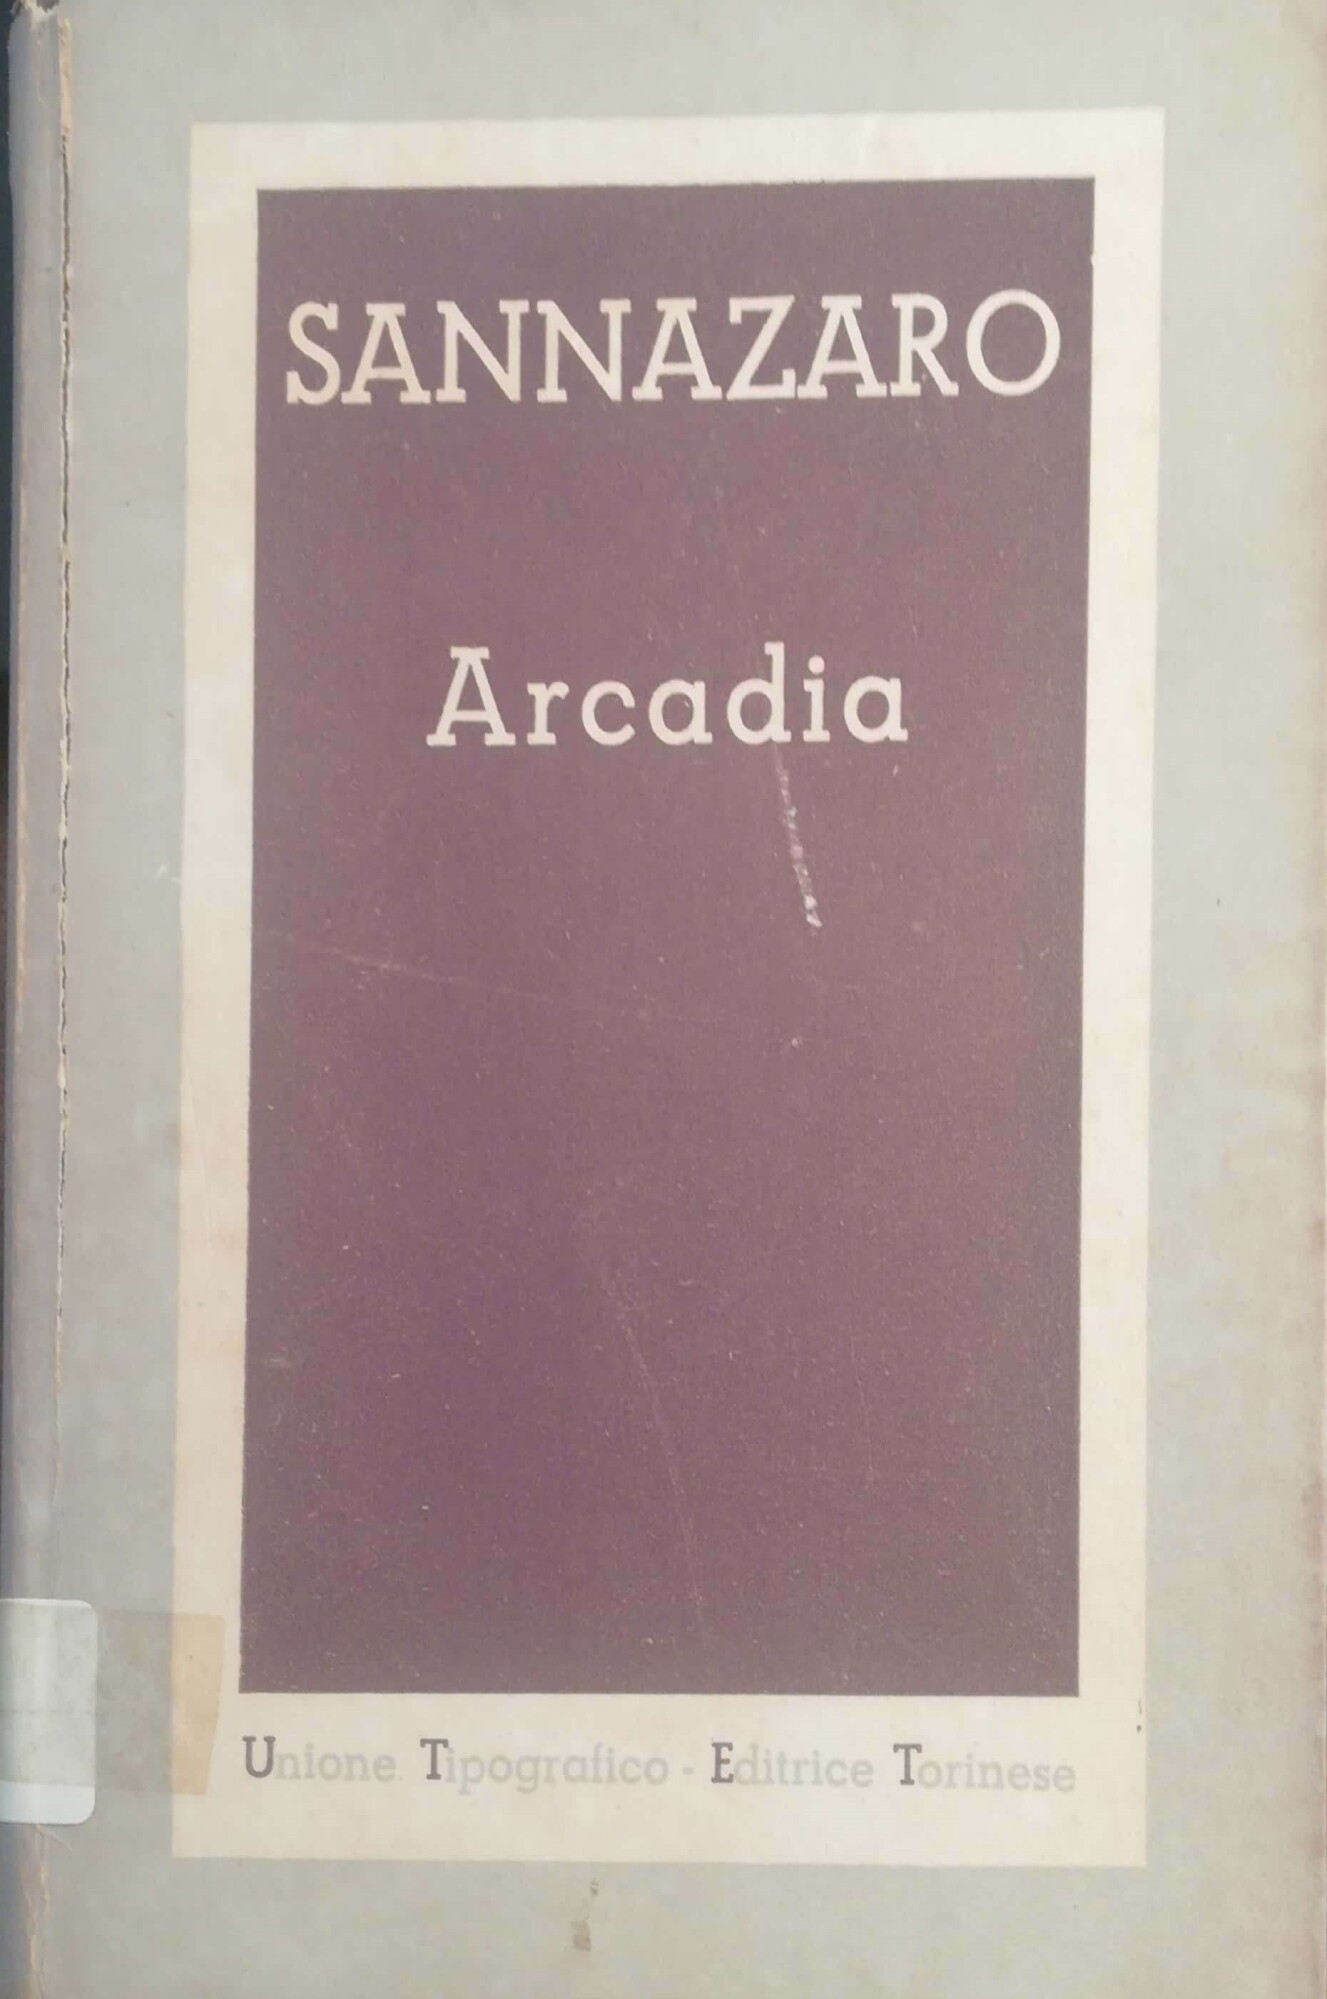 SANNAZARO
Arcadia
Unione Tipografico - Editrice Torinese